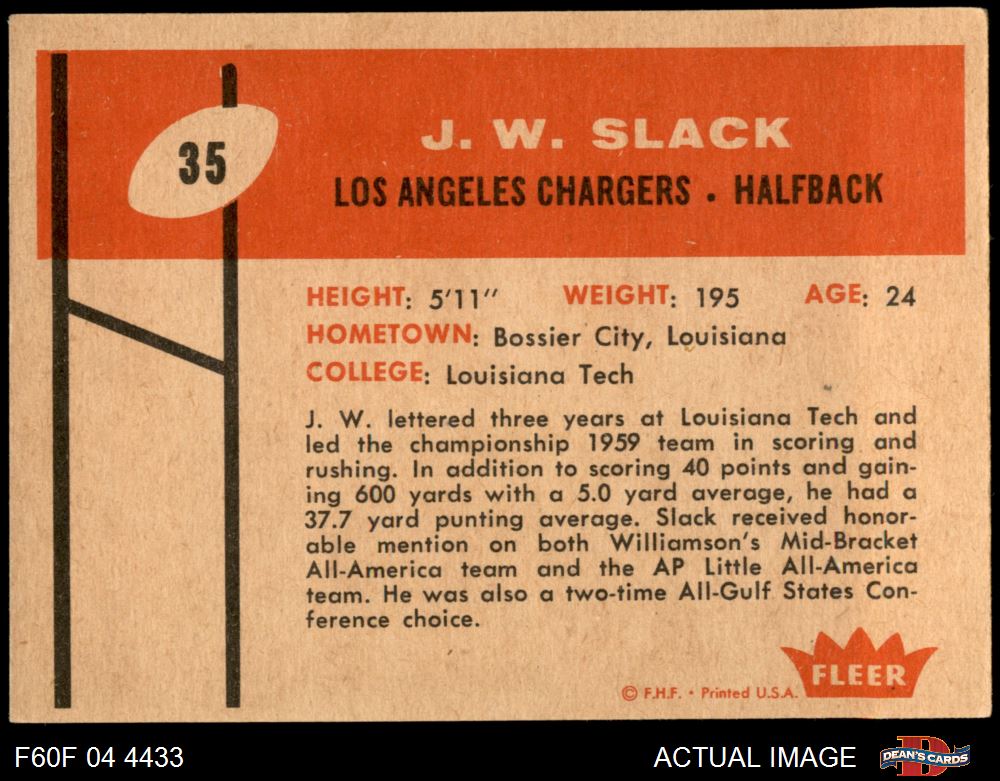 35
J. W. SLACK
LOS ANGELES CHARGERS . HALFBACK
HEIGHT: 5'11" WEIGHT: 195 AGE: 24
HOMETOWN: Bossier City, Louisiana
COLLEGE: Louisiana Tech
J. W. lettered three years at Louisiana Tech and
led the championship 1959 team in scoring and
rushing. In addition to scoring 40 points and gain-
ing 600 yards with a 5.0 yard average, he had a
37.7 yard punting average. Slack received honor-
able mention on both Williamson's Mid-Bracket
All-America team and the AP Little All-America
team. He was also a two-time All-Gulf States Con-
ference choice.
FLEER
© F.H.F. • Printed U.S.A.
F60F 04 4433
ACTUAL IMAGE
D
DEAN'S CARDS